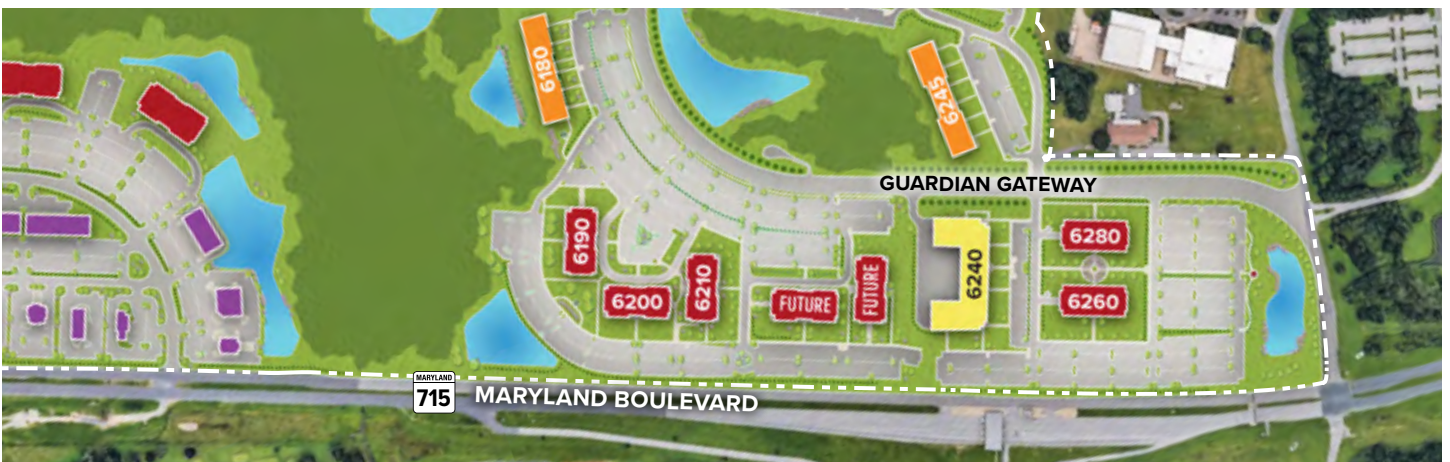 6180
6245
GUARDIAN GATEWAY
6190
6200
6210
FUTURE
FUTURE
6240
6280
6260
MARYLAND
715
MARYLAND BOULEVARD